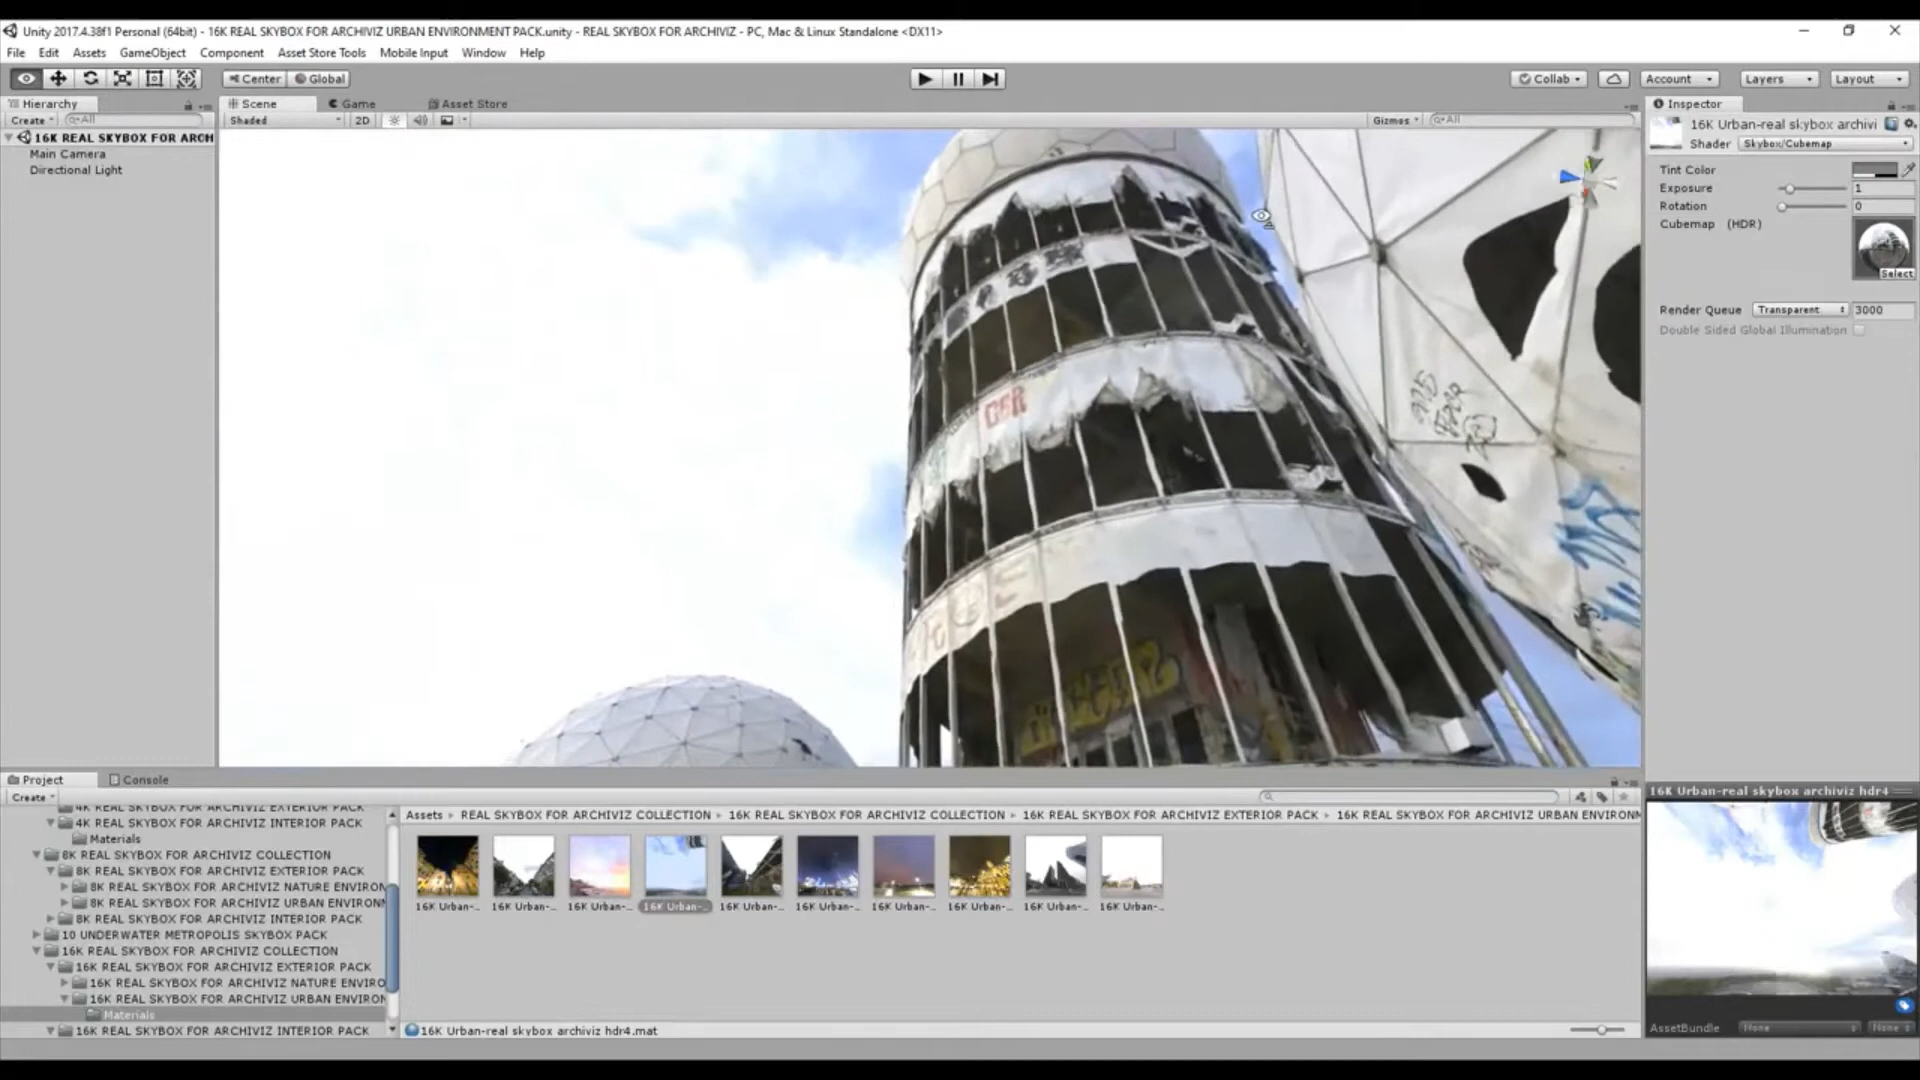 Unity 2017.4.38f1 Personal (64bit) - 16K REAL SKYBOX FOR ARCHIVIZ URBAN ENVIRONMENT PACK.unity - REAL SKYBOX FOR ARCHIVIZ - PC, Mac & Linux Standalone <DX11>
File Edit Assets GameObject Component Asset Store Tools Mobile Input Window Help
Center Global Collab Account Layers Layout
Hierarchy Scene Game Asset Store Inspector
Create All Shaded 2D Gizmos All
16K REAL SKYBOX FOR ARCH
Main Camera
Directional Light
16K Urban-real skybox archivi
Shader Skybox/Cubemap
Tint Color
Exposure 1
Rotation 0
Cubemap (HDR)
Select
Render Queue Transparent 3000
Double Sided Global Illumination
Project Console
Create
4K REAL SKYBOX FOR ARCHIVIZ EXTERIOR PACK
4K REAL SKYBOX FOR ARCHIVIZ INTERIOR PACK
Materials
8K REAL SKYBOX FOR ARCHIVIZ COLLECTION
8K REAL SKYBOX FOR ARCHIVIZ EXTERIOR PACK
8K REAL SKYBOX FOR ARCHIVIZ NATURE ENVIRON
8K REAL SKYBOX FOR ARCHIVIZ URBAN ENVIRONM
8K REAL SKYBOX FOR ARCHIVIZ INTERIOR PACK
10 UNDERWATER METROPOLIS SKYBOX PACK
16K REAL SKYBOX FOR ARCHIVIZ COLLECTION
16K REAL SKYBOX FOR ARCHIVIZ EXTERIOR PACK
16K REAL SKYBOX FOR ARCHIVIZ NATURE ENVIRO
16K REAL SKYBOX FOR ARCHIVIZ URBAN ENVIRON
Materials
16K REAL SKYBOX FOR ARCHIVIZ INTERIOR PACK
Assets REAL SKYBOX FOR ARCHIVIZ COLLECTION 16K REAL SKYBOX FOR ARCHIVIZ COLLECTION 16K REAL SKYBOX FOR ARCHIVIZ EXTERIOR PACK 16K REAL SKYBOX FOR ARCHIVIZ URBAN ENVIRONM
16K Urban-... 16K Urban-... 16K Urban-... 16K Urban-... 16K Urban-... 16K Urban-... 16K Urban-... 16K Urban-... 16K Urban-... 16K Urban-...
16K Urban-real skybox archiviz hdr4.mat
16K Urban-real skybox archiviz hdr4
AssetBundle None None